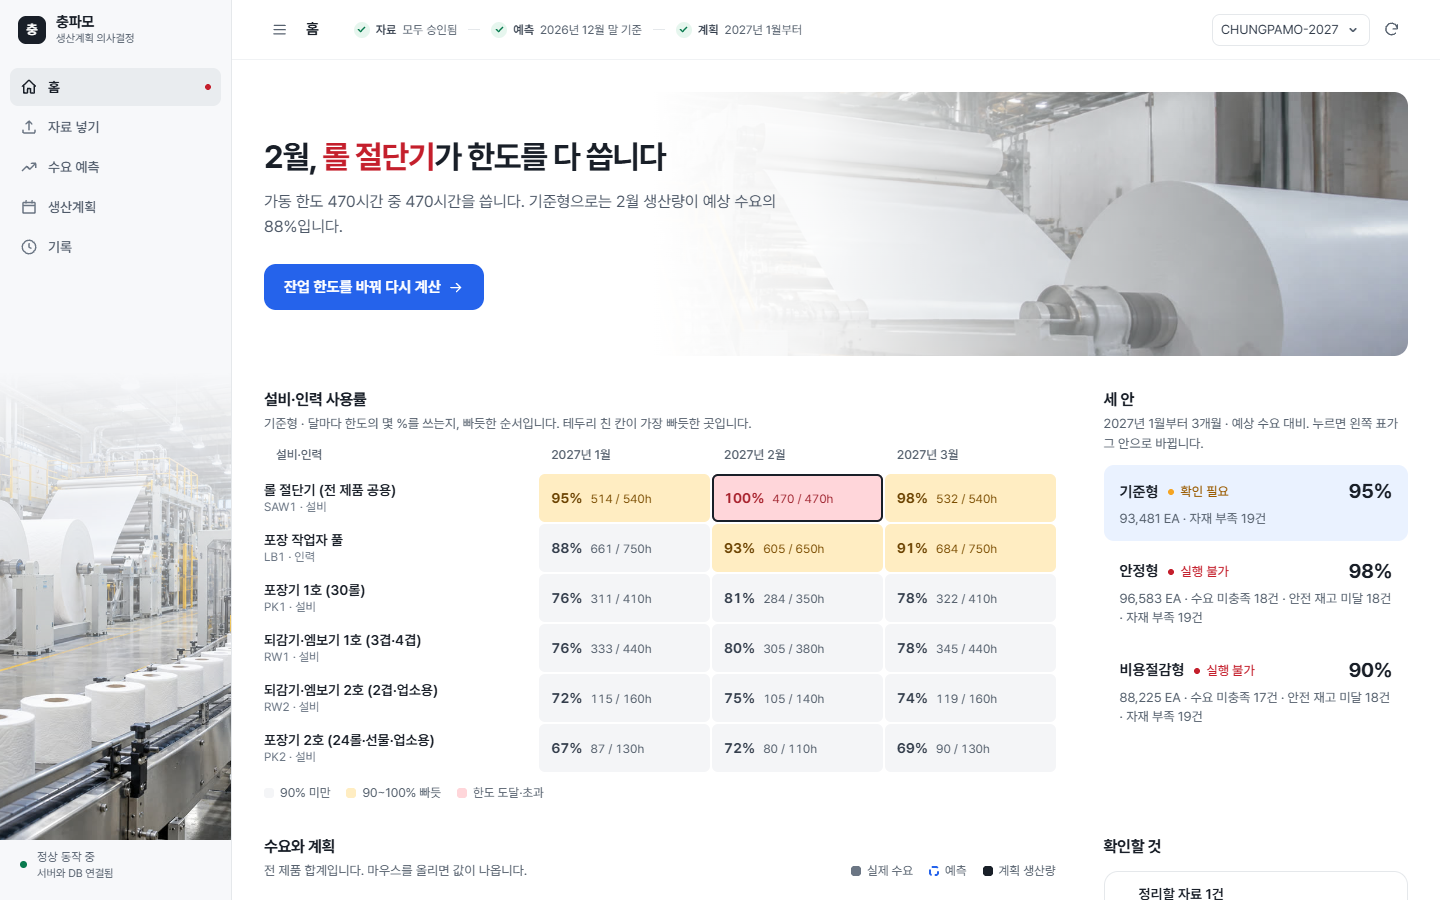 충
충파모
생산계획 의사결정
홈
자료 넣기
수요 예측
생산계획
기록
정상 동작 중
서버와 DB 연결됨
홈
자료 모두 승인됨
예측 2026년 12월 말 기준
계획 2027년 1월부터
CHUNGPAMO-2027
2월, 롤 절단기가 한도를 다 씁니다
가동 한도 470시간 중 470시간을 씁니다. 기준형으로는 2월 생산량이 예상 수요의
88%입니다.
잔업 한도를 바꿔 다시 계산 →
설비·인력 사용률
기준형 · 달마다 한도의 몇 %를 쓰는지, 빠듯한 순서입니다. 테두리 친 칸이 가장 빠듯한 곳입니다.
설비·인력 2027년 1월 2027년 2월 2027년 3월
롤 절단기 (전 제품 공용)
SAW1 · 설비
95% 514 / 540h 100% 470 / 470h 98% 532 / 540h
포장 작업자 풀
LB1 · 인력
88% 661 / 750h 93% 605 / 650h 91% 684 / 750h
포장기 1호 (30롤)
PK1 · 설비
76% 311 / 410h 81% 284 / 350h 78% 322 / 410h
되감기·엠보기 1호 (3겹·4겹)
RW1 · 설비
76% 333 / 440h 80% 305 / 380h 78% 345 / 440h
되감기·엠보기 2호 (2겹·업소용)
RW2 · 설비
72% 115 / 160h 75% 105 / 140h 74% 119 / 160h
포장기 2호 (24롤·선물·업소용)
PK2 · 설비
67% 87 / 130h 72% 80 / 110h 69% 90 / 130h
90% 미만 90–100% 빠듯 한도 도달·초과
세 안
2027년 1월부터 3개월 · 예상 수요 대비. 누르면 왼쪽 표가
그 안으로 바뀝니다.
기준형 확인 필요 95%
93,481 EA · 자재 부족 19건
안정형 실행 불가 98%
96,583 EA · 수요 미충족 18건 · 안전 재고 미달 18건
· 자재 부족 19건
비용절감형 실행 불가 90%
88,225 EA · 수요 미충족 17건 · 안전 재고 미달 18건
· 자재 부족 19건
수요와 계획
전 제품 합계입니다. 마우스를 올리면 값이 나옵니다.
실제 수요 예측 계획 생산량
확인할 것
정리할 자료 1건